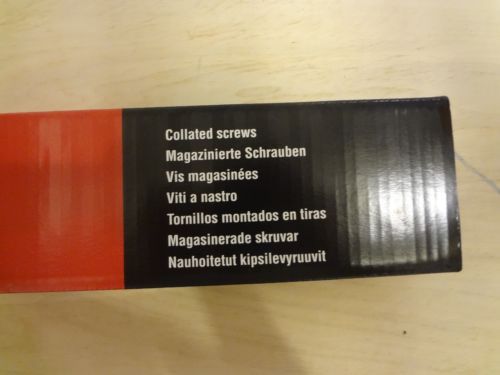 Collated screws
Magazinierte Schrauben
Vis magasinées
Viti a nastro
Tornillos montados en tiras
Magasinerade skruvar
Nauhoitetut kipsilevyruuvit